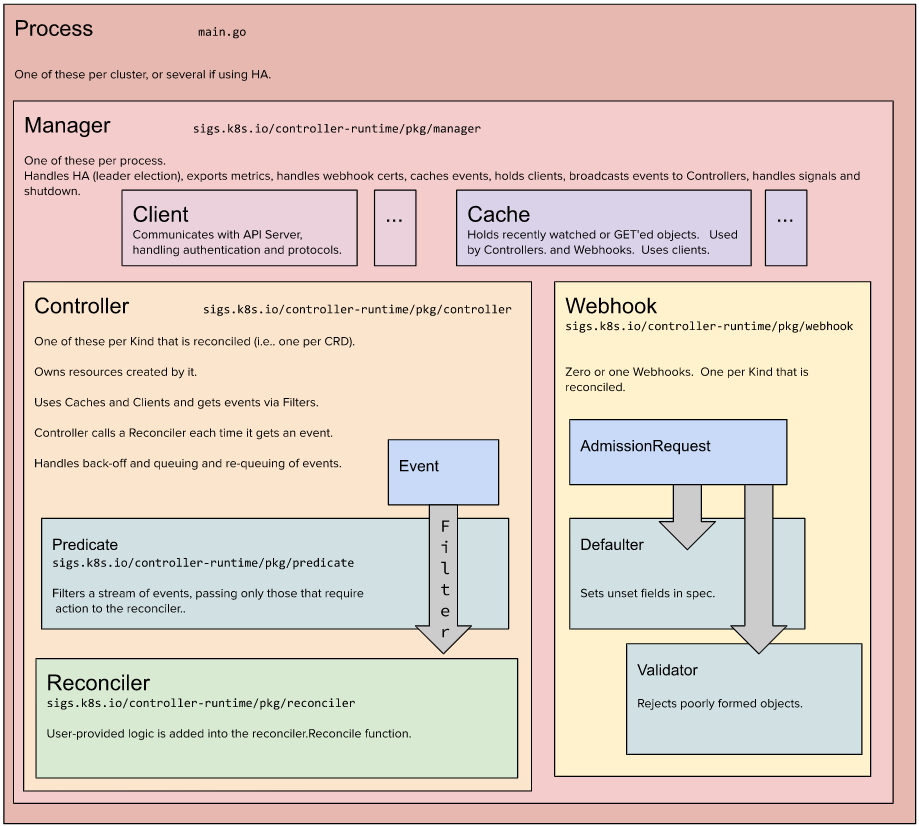 Process main.go
One of these per cluster, or several if using HA.
Manager sigs.k8s.io/controller-runtime/pkg/manager
One of these per process.
Handles HA (leader election), exports metrics, handles webhook certs, caches events, holds clients, broadcasts events to Controllers, handles signals and
shutdown.
Client
Communicates with API Server,
handling authentication and protocols.
...
Cache
Holds recently watched or GET'ed objects. Used
by Controllers. and Webhooks. Uses clients.
...
Controller sigs.k8s.io/controller-runtime/pkg/controller
One of these per Kind that is reconciled (i.e.. one per CRD).
Owns resources created by it.
Uses Caches and Clients and gets events via Filters.
Controller calls a Reconciler each time it gets an event.
Handles back-off and queuing and re-queuing of events.
Event
Filter
Predicate
sigs.k8s.io/controller-runtime/pkg/predicate
Filters a stream of events, passing only those that require
action to the reconciler..
Reconciler
sigs.k8s.io/controller-runtime/pkg/reconciler
User-provided logic is added into the reconciler.Reconcile function.
Webhook
sigs.k8s.io/controller-runtime/pkg/webhook
Zero or one Webhooks. One per Kind that is
reconciled.
AdmissionRequest
Defaulter
Sets unset fields in spec.
Validator
Rejects poorly formed objects.